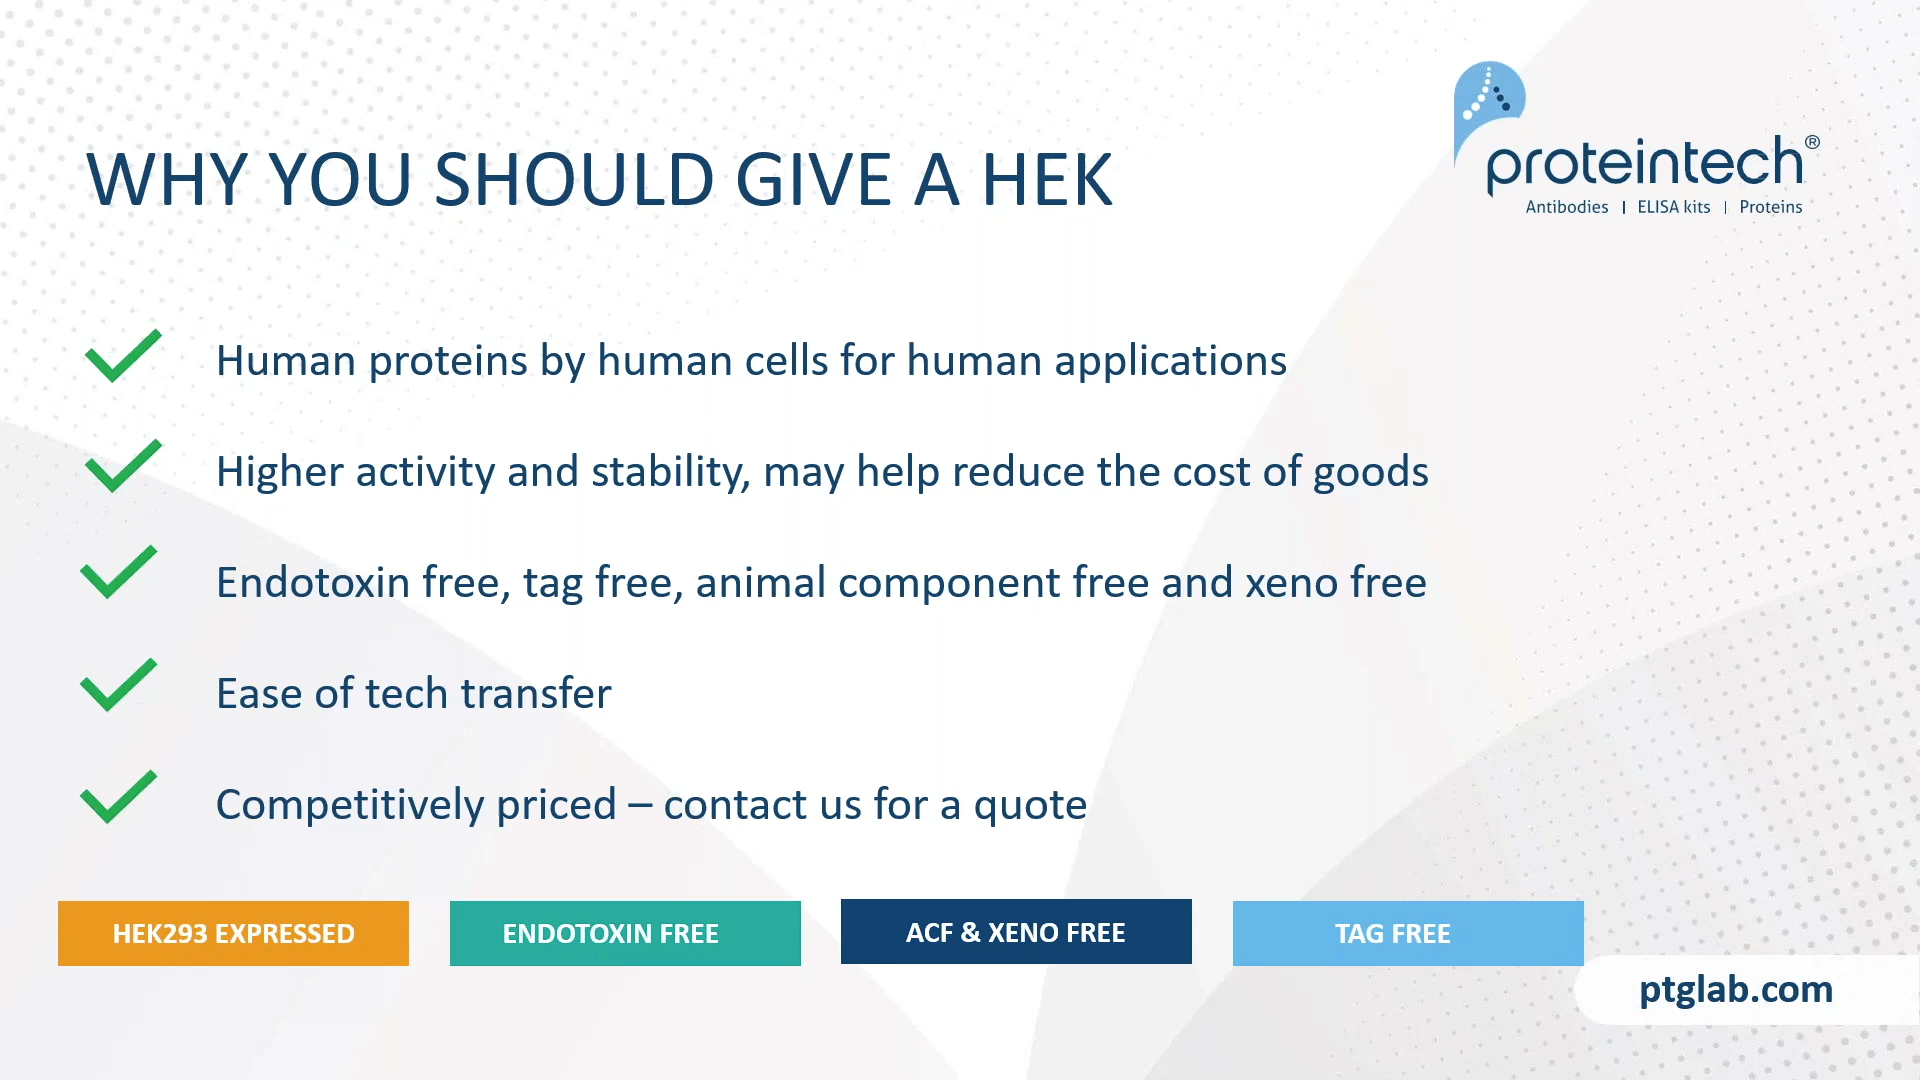 proteintech®
Antibodies | ELISA kits | Proteins
WHY YOU SHOULD GIVE A HEK
Human proteins by human cells for human applications
Higher activity and stability, may help reduce the cost of goods
Endotoxin free, tag free, animal component free and xeno free
Ease of tech transfer
Competitively priced – contact us for a quote
HEK293 EXPRESSED
ENDOTOXIN FREE
ACF & XENO FREE
TAG FREE
ptglab.com